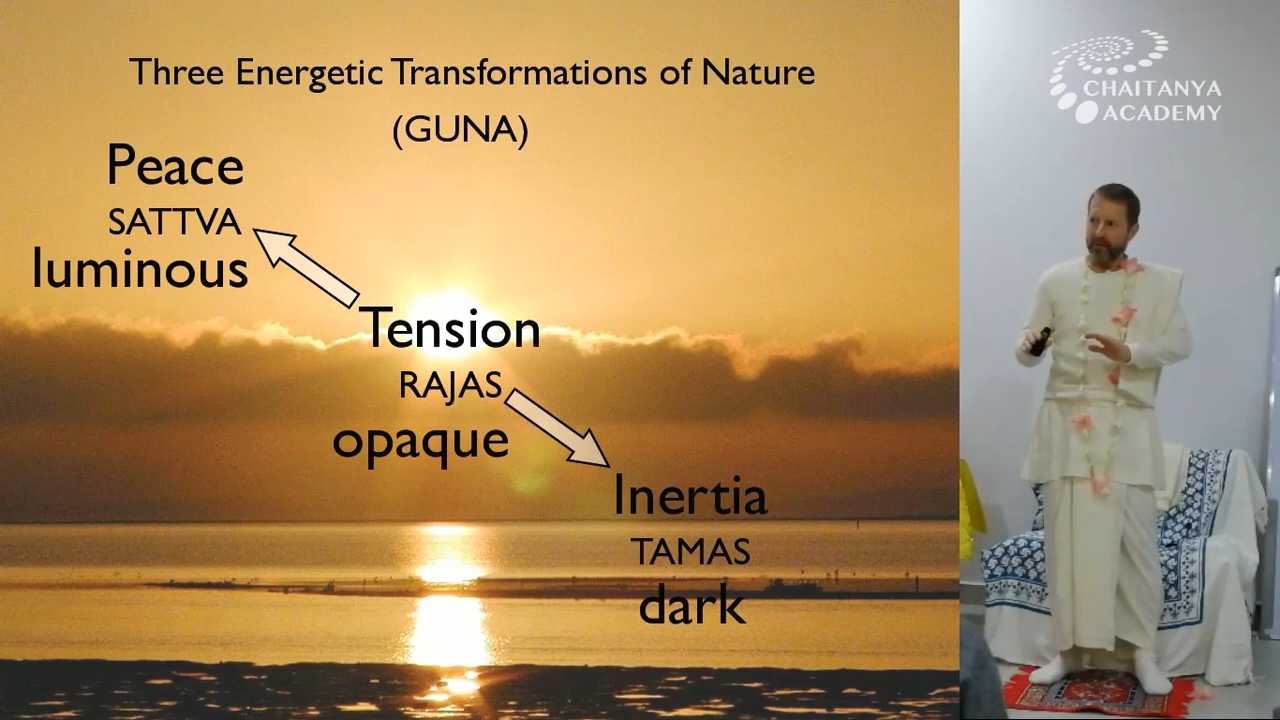 Three Energetic Transformations of Nature
(GUNA)
Peace
SATTVA
luminous
Tension
RAJAS
opaque
Inertia
TAMAS
dark
CHAITANYA
ACADEMY